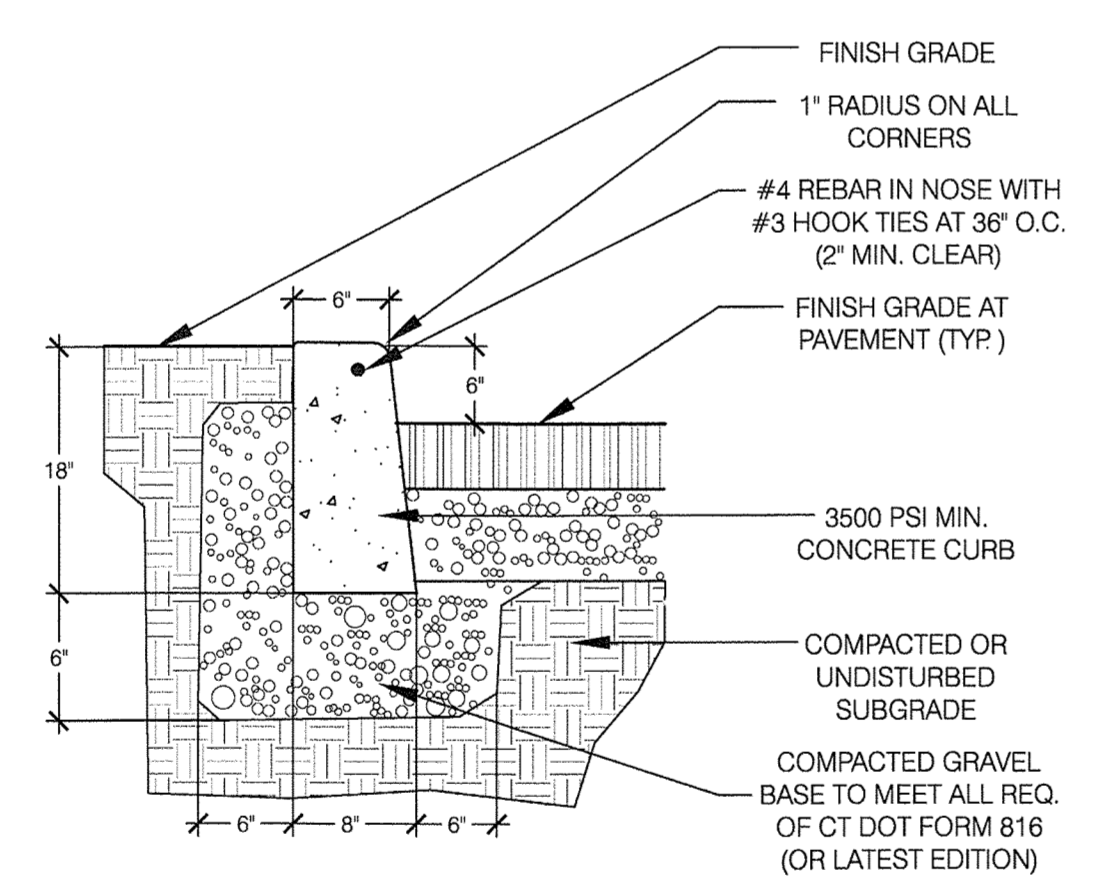 FINISH GRADE
1" RADIUS ON ALL
CORNERS
#4 REBAR IN NOSE WITH
#3 HOOK TIES AT 36" O.C.
(2" MIN. CLEAR)
FINISH GRADE AT
PAVEMENT (TYP.)
6"
6"
18"
3500 PSI MIN.
CONCRETE CURB
6"
COMPACTED OR
UNDISTURBED
SUBGRADE
COMPACTED GRAVEL
BASE TO MEET ALL REQ.
OF CT DOT FORM 816
(OR LATEST EDITION)
6" 8" 6"